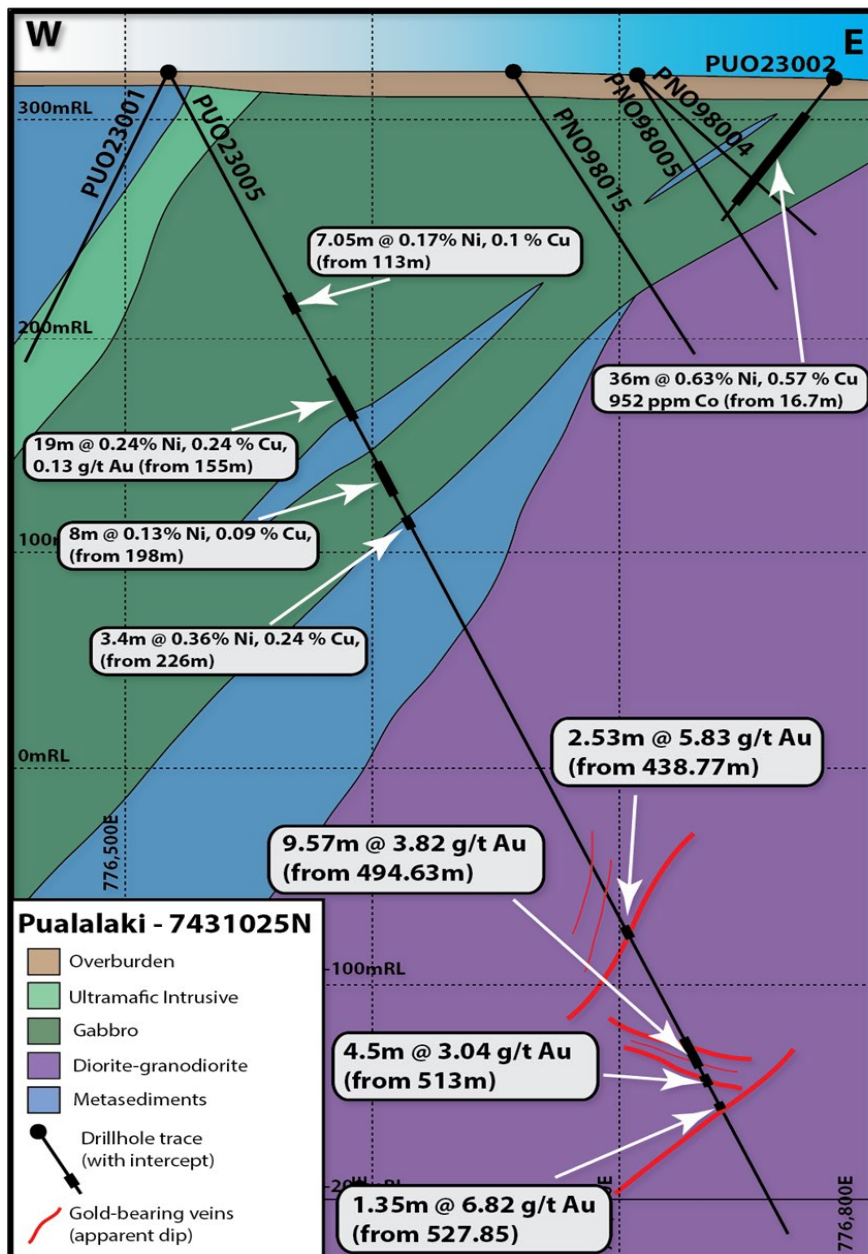 W
E
PUO23002
PNO98004
PNO98005
PNO98015
PUO23005
PUO23001
300mRL
7.05m @ 0.17% Ni, 0.1 % Cu
(from 113m)
200mRL
36m @ 0.63% Ni, 0.57 % Cu
952 ppm Co (from 16.7m)
19m @ 0.24% Ni, 0.24 % Cu,
0.13 g/t Au (from 155m)
8m @ 0.13% Ni, 0.09 % Cu,
(from 198m)
3.4m @ 0.36% Ni, 0.24 % Cu,
(from 226m)
0mRL
2.53m @ 5.83 g/t Au
(from 438.77m)
776,500E
9.57m @ 3.82 g/t Au
(from 494.63m)
-100mRL
4.5m @ 3.04 g/t Au
(from 513m)
1.35m @ 6.82 g/t Au
(from 527.85)
776,800E
Pualalaki - 7431025N
Overburden
Ultramafic Intrusive
Gabbro
Diorite-granodiorite
Metasediments
Drillhole trace
(with intercept)
Gold-bearing veins
(apparent dip)